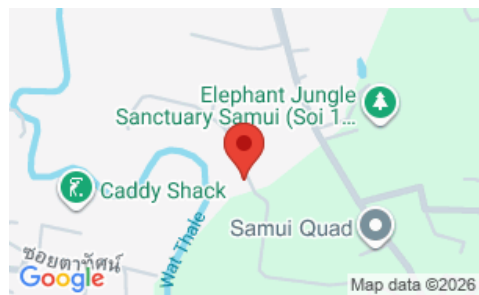 Elephant Jungle
Sanctuary Samui (Soi 1...
Caddy Shack
Wat Thale
Samui Quad
ซอยตาทัศน์
Google
Map data ©2026